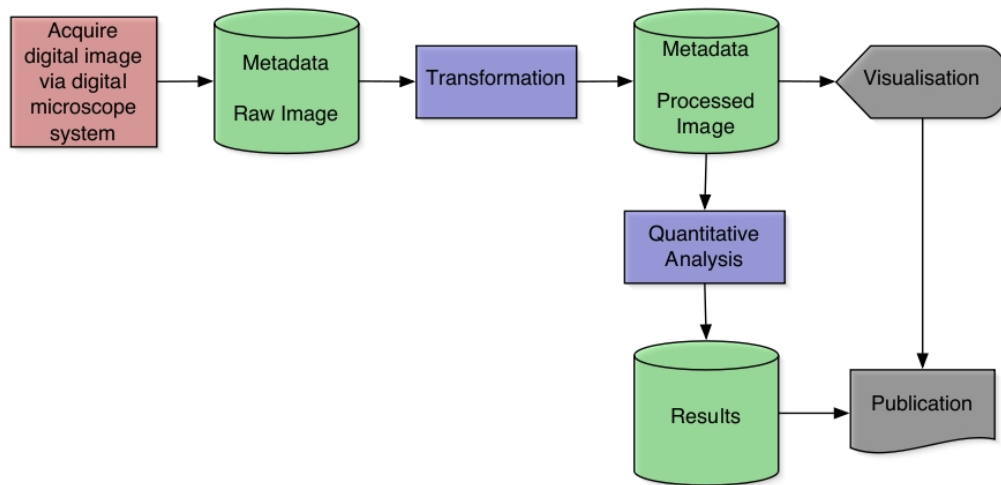 Acquire
digital image
via digital
microscope
system
Metadata
Raw Image
Transformation
Metadata
Processed
Image
Visualisation
Quantitative
Analysis
Results
Publication